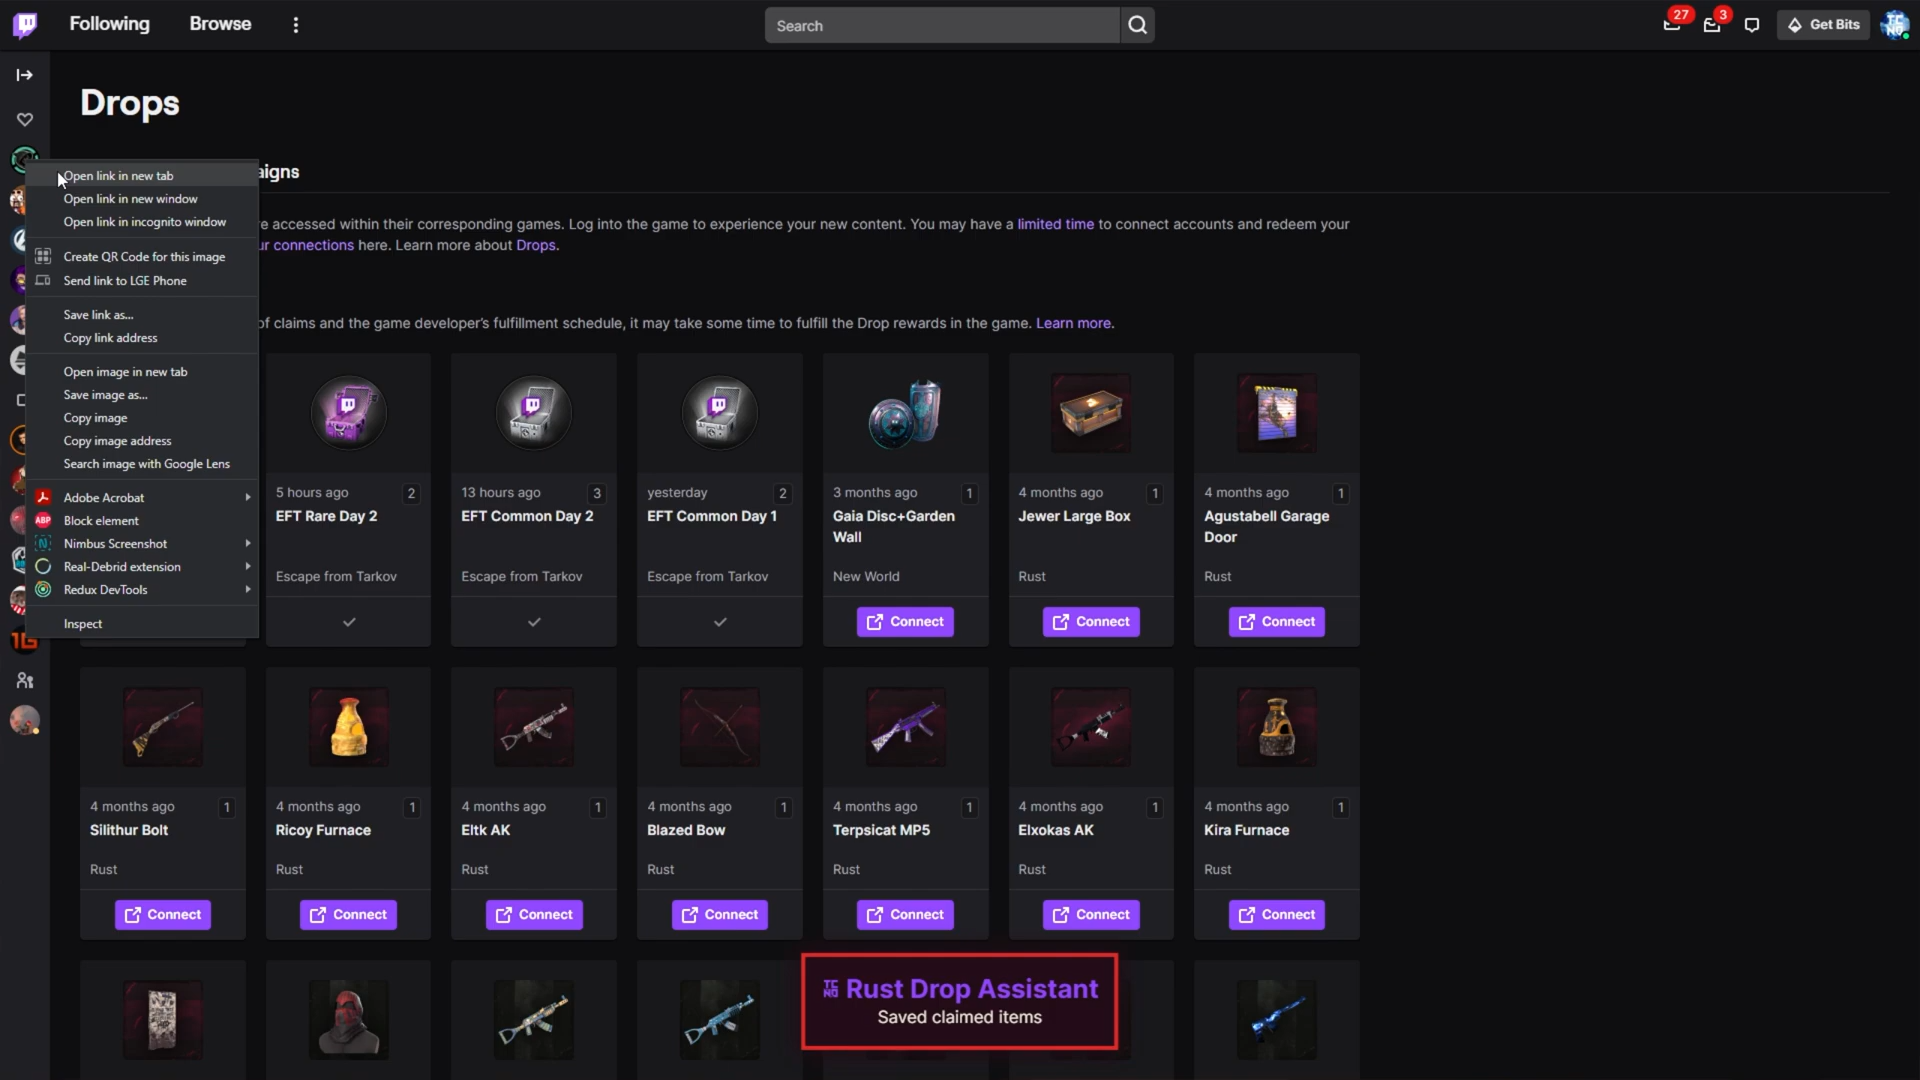 Following
Browse
Search
27
3
Get Bits
Drops
Open link in new tab
Open link in new window
Open link in incognito window
Create QR Code for this image
Send link to LGE Phone
Save link as...
Copy link address
Open image in new tab
Save image as...
Copy image
Copy image address
Search image with Google Lens
Adobe Acrobat
ABP Block element
Nimbus Screenshot
Real-Debrid extension
Redux DevTools
Inspect
aigns
e accessed within their corresponding games. Log into the game to experience your new content. You may have a limited time to connect accounts and redeem your
ur connections here. Learn more about Drops.
of claims and the game developer's fulfillment schedule, it may take some time to fulfill the Drop rewards in the game. Learn more.
5 hours ago 2
EFT Rare Day 2
Escape from Tarkov
13 hours ago 3
EFT Common Day 2
Escape from Tarkov
yesterday 2
EFT Common Day 1
Escape from Tarkov
3 months ago 1
Gaia Disc+Garden
Wall
New World
Connect
4 months ago 1
Jewer Large Box
Rust
Connect
4 months ago 1
Agustabell Garage
Door
Rust
Connect
4 months ago 1
Silithur Bolt
Rust
Connect
4 months ago 1
Ricoy Furnace
Rust
Connect
4 months ago 1
Eltk AK
Rust
Connect
4 months ago 1
Blazed Bow
Rust
Connect
4 months ago 1
Terpsicat MP5
Rust
Connect
4 months ago 1
Elxokas AK
Rust
Connect
4 months ago 1
Kira Furnace
Rust
Connect
TC NO Rust Drop Assistant
Saved claimed items